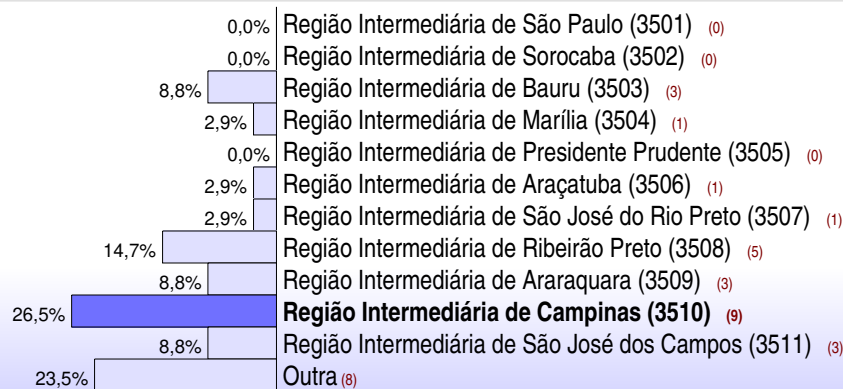 0,0% Região Intermediária de São Paulo (3501) (0)
0,0% Região Intermediária de Sorocaba (3502) (0)
8,8% Região Intermediária de Bauru (3503) (3)
2,9% Região Intermediária de Marília (3504) (1)
0,0% Região Intermediária de Presidente Prudente (3505) (0)
2,9% Região Intermediária de Araçatuba (3506) (1)
2,9% Região Intermediária de São José do Rio Preto (3507) (1)
14,7% Região Intermediária de Ribeirão Preto (3508) (5)
8,8% Região Intermediária de Araraquara (3509) (3)
26,5% Região Intermediária de Campinas (3510) (9)
8,8% Região Intermediária de São José dos Campos (3511) (3)
23,5% Outra (8)